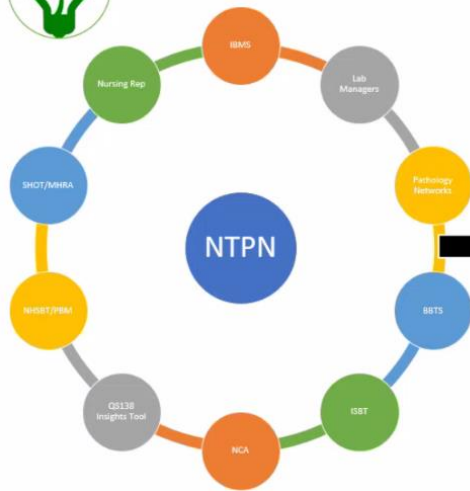 IBMS
Lab
Managers
Pathology
Networks
BBTS
ISBT
NCA
QS138
Insights Tool
NHSBT/PBM
SHOT/MHRA
Nursing Rep
NTPN